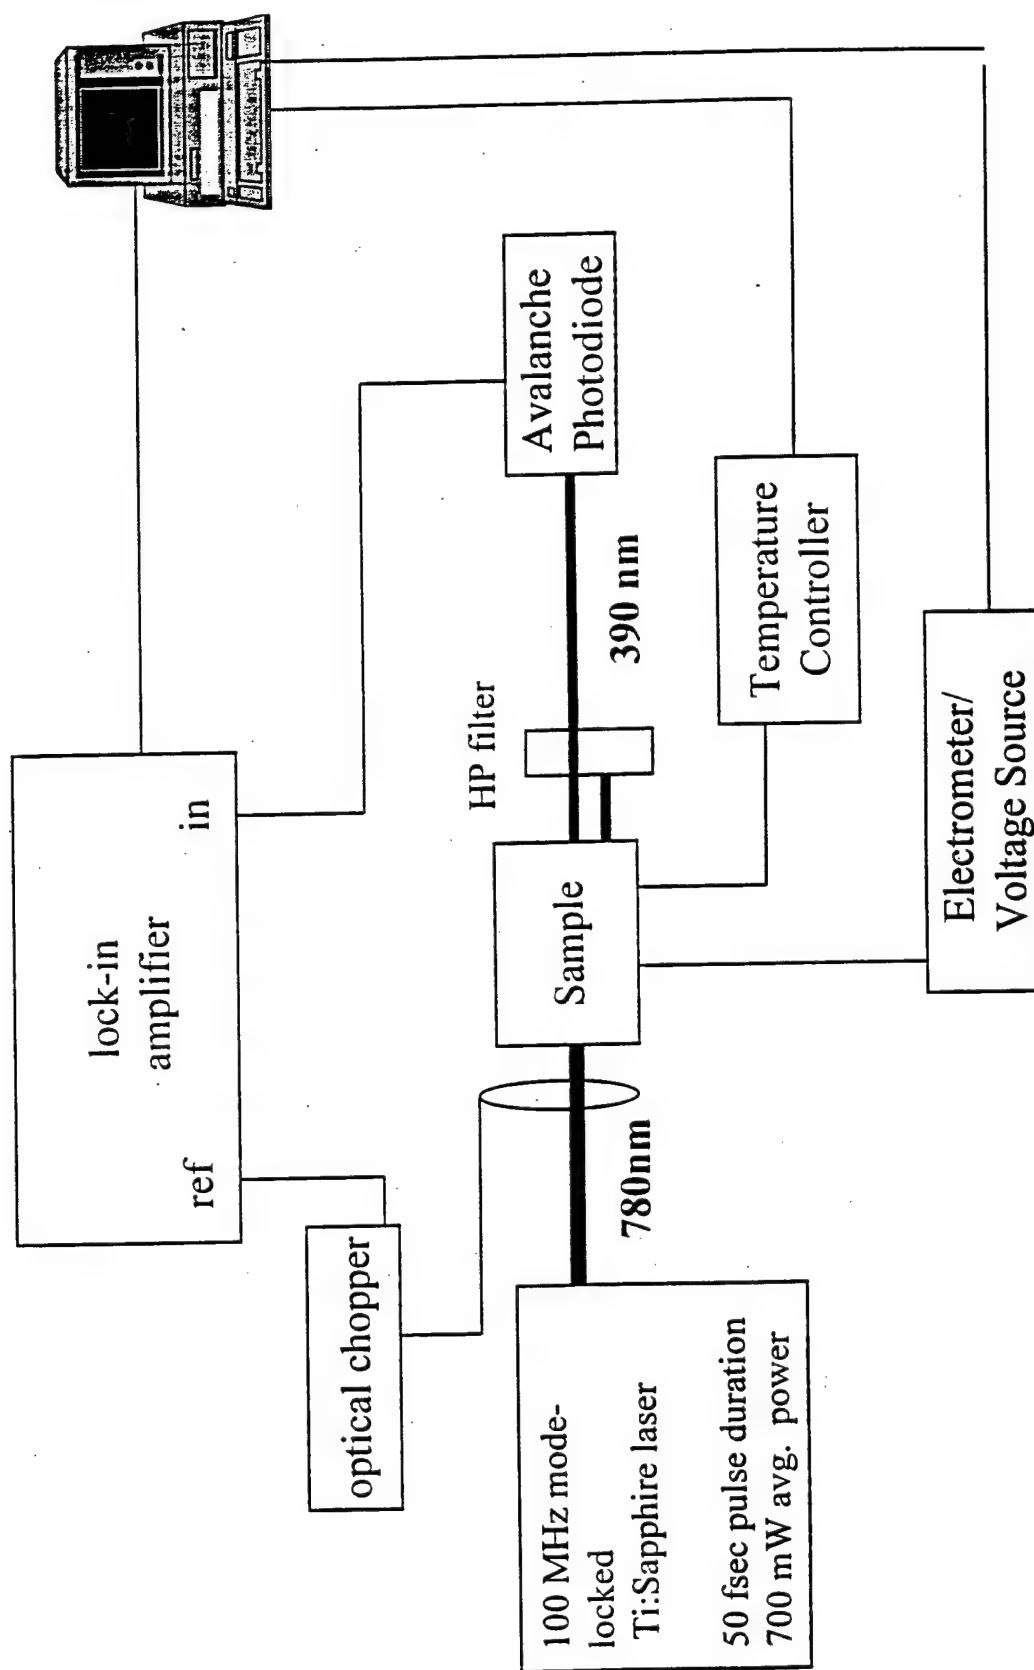 lock-in
amplifier
ref
in
optical chopper
100 MHz mode-
locked
Ti:Sapphire laser
50 fsec pulse duration
700 mW avg. power
780nm
Sample
HP filter
390 nm
Avalanche
Photodiode
Temperature
Controller
Electrometer/
Voltage Source